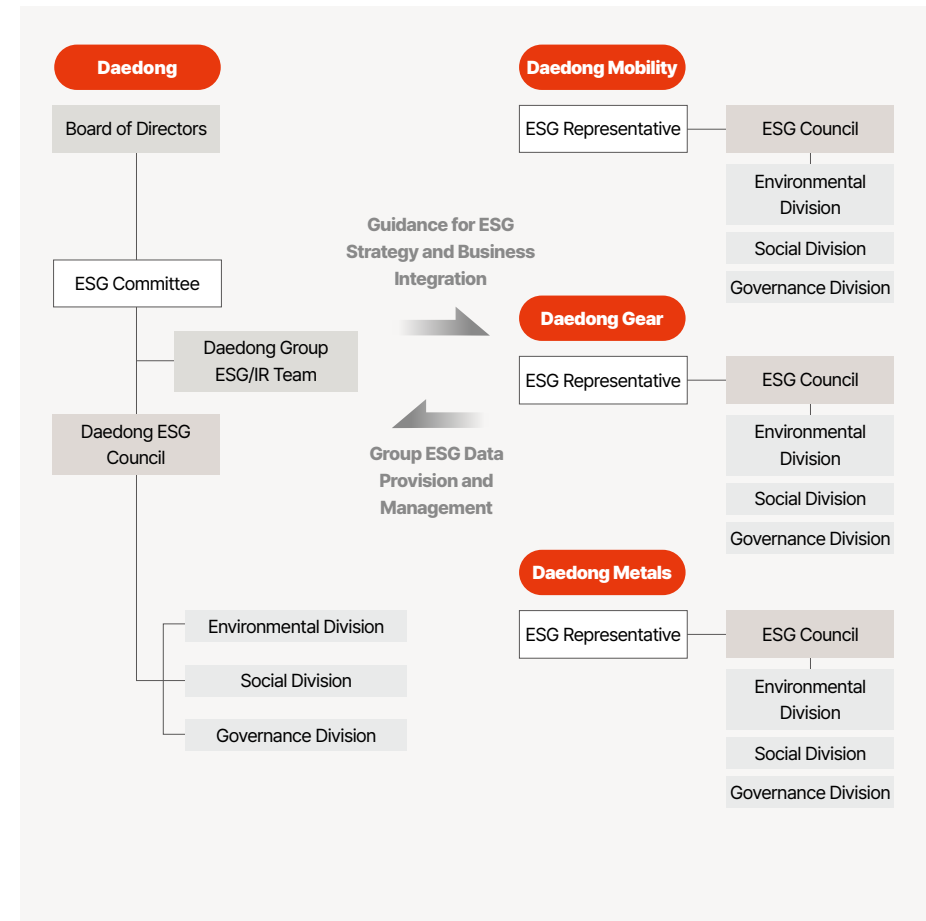 Daedong
Board of Directors
ESG Committee
Daedong Group
ESG/IR Team
Daedong ESG
Council
Environmental Division
Social Division
Governance Division
Guidance for ESG
Strategy and Business
Integration
Group ESG Data
Provision and
Management
Daedong Mobility
ESG Representative
ESG Council
Environmental
Division
Social Division
Governance Division
Daedong Gear
ESG Representative
ESG Council
Environmental
Division
Social Division
Governance Division
Daedong Metals
ESG Representative
ESG Council
Environmental
Division
Social Division
Governance Division